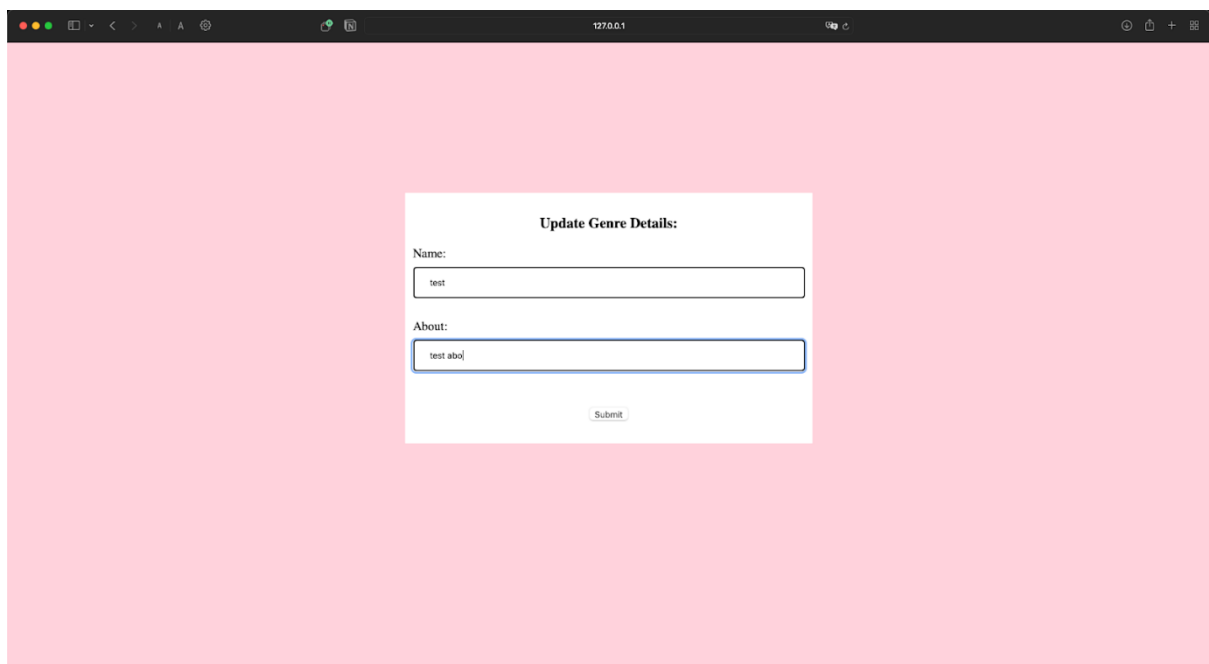 A A 127.0.0.1
Update Genre Details:
Name:
test
About:
test abo
Submit